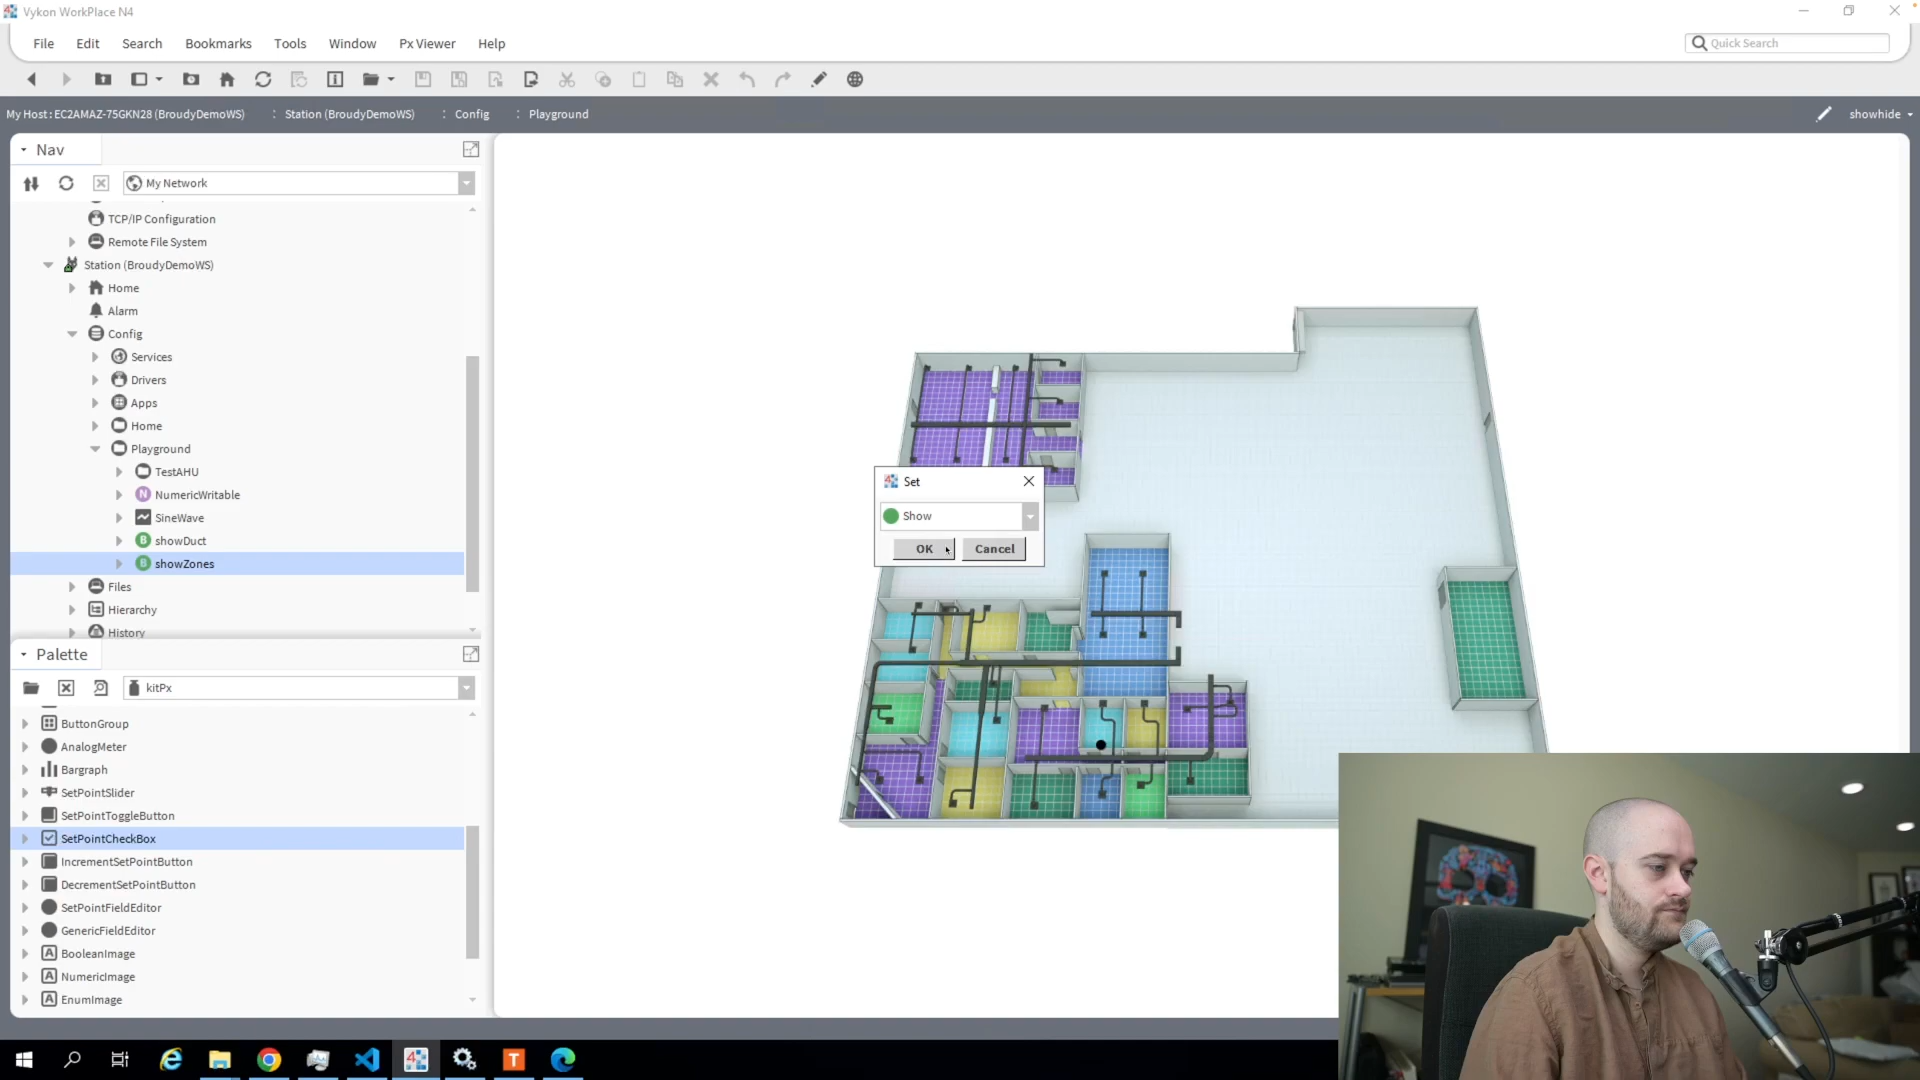 Vykon WorkPlace N4
File Edit Search Bookmarks Tools Window Px Viewer Help
Quick Search
My Host : EC2AMAZ-75GKN28 (BroudyDemoWS) : Station (BroudyDemoWS) : Config : Playground
showhide
Nav
My Network
TCP/IP Configuration
Remote File System
Station (BroudyDemoWS)
Home
Alarm
Config
Services
Drivers
Apps
Home
Playground
TestAHU
NumericWritable
SineWave
showDuct
showZones
Files
Hierarchy
History
Palette
kitPx
ButtonGroup
AnalogMeter
Bargraph
SetPointSlider
SetPointToggleButton
SetPointCheckBox
IncrementSetPointButton
DecrementSetPointButton
SetPointFieldEditor
GenericFieldEditor
BooleanImage
NumericImage
EnumImage
Set
Show
OK Cancel